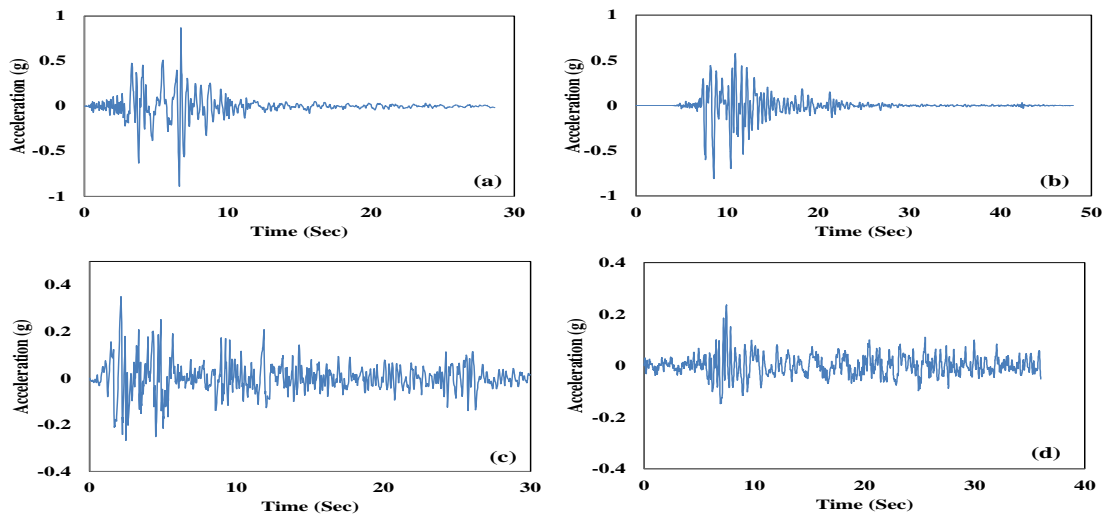 1
0.5
0
-0.5
-1
Acceleration (g)
(a)
0 10 20 30
Time (Sec)
1
0.5
0
-0.5
-1
Acceleration (g)
(b)
0 10 20 30 40 50
Time (Sec)
0.4
0.2
0
-0.2
-0.4
Acceleration (g)
(c)
0 10 20 30
Time (Sec)
0.4
0.2
0
-0.2
-0.4
Acceleration (g)
(d)
0 10 20 30 40
Time (Sec)